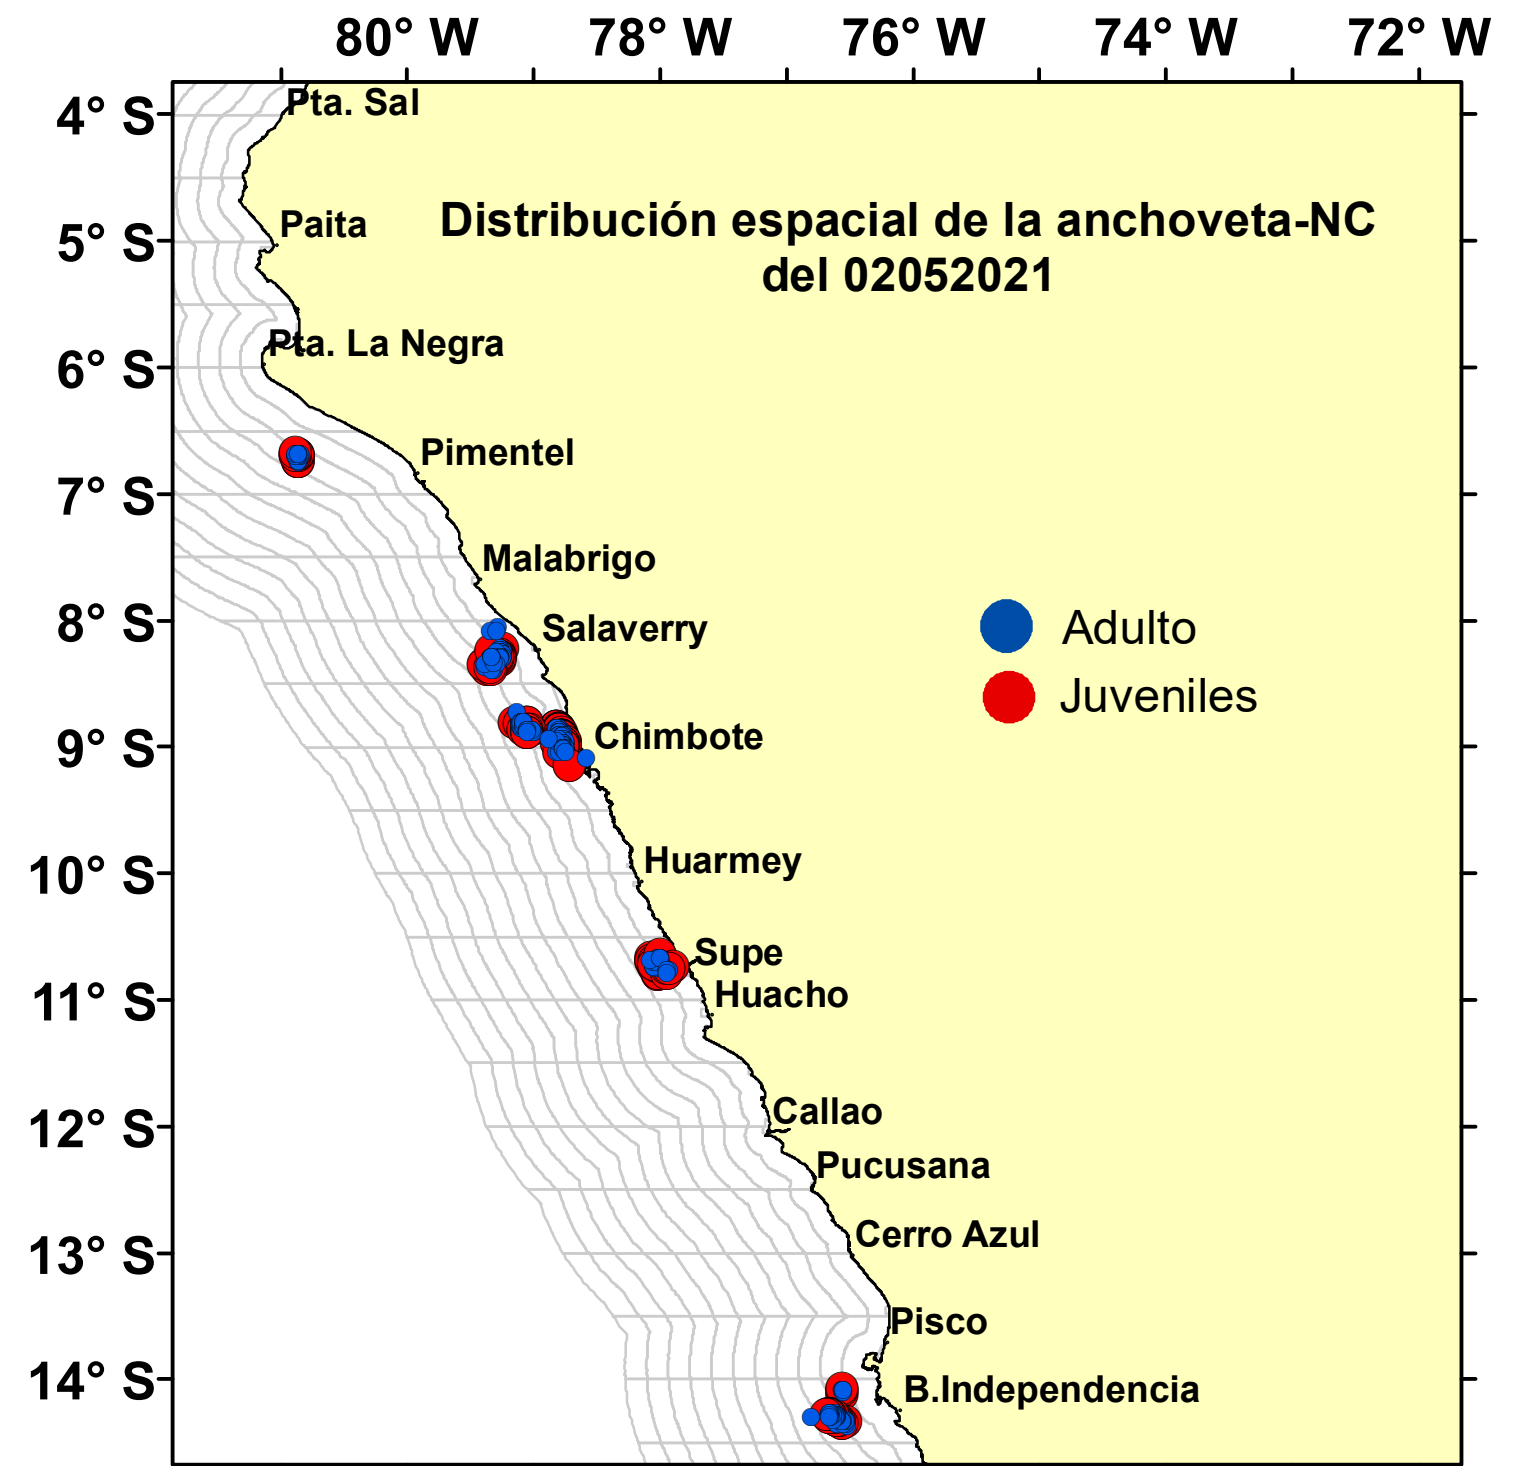 80° W 78° W 76° W 74° W 72° W
4° S
Pta. Sal
5° S
Paita
Distribución espacial de la anchoveta-NC
del 02052021
Pta. La Negra
6° S
Pimentel
7° S
Malabrigo
8° S
Salaverry
Adulto
Juveniles
Chimbote
9° S
Huarmey
10° S
Supe
Huacho
11° S
Callao
12° S
Pucusana
Cerro Azul
13° S
Pisco
14° S
B.Independencia